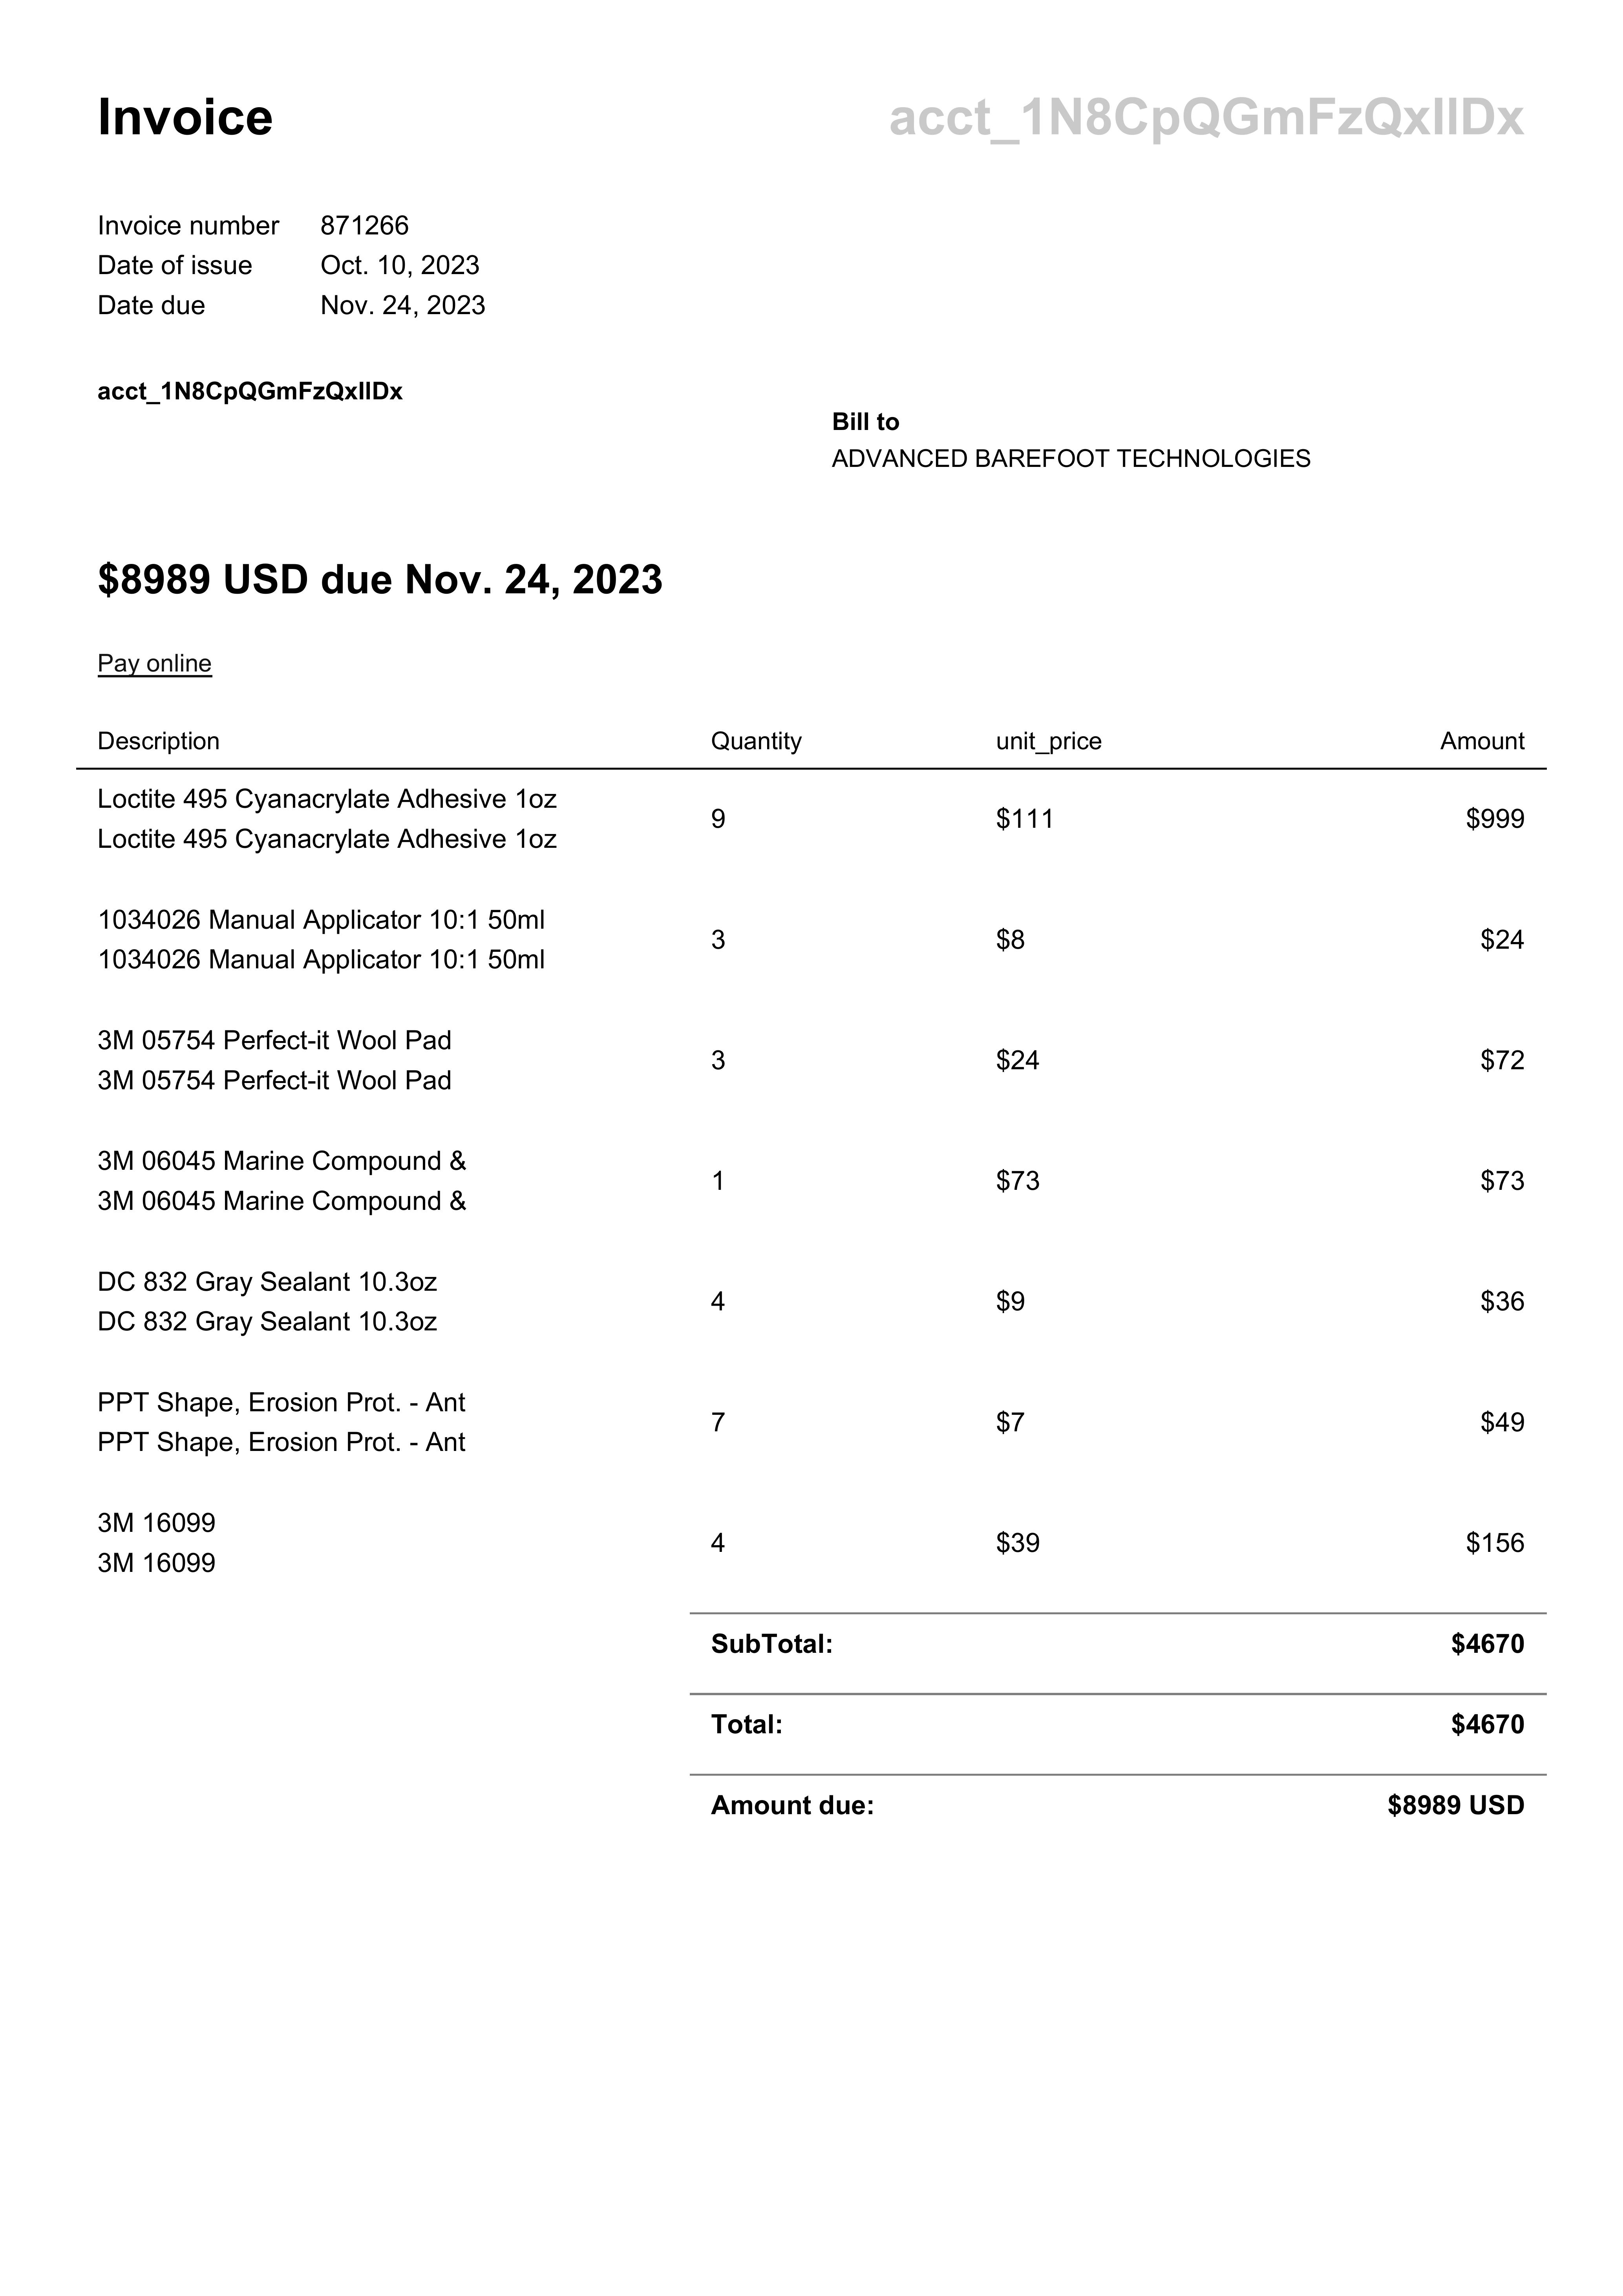 Invoice
acct_1N8CpQGmFzQxllDx
Invoice number 871266
Date of issue Oct. 10, 2023
Date due Nov. 24, 2023
acct_1N8CpQGmFzQxllDx
Bill to
ADVANCED BAREFOOT TECHNOLOGIES
$8989 USD due Nov. 24, 2023
Pay online
Description Quantity unit_price Amount
Loctite 495 Cyanacrylate Adhesive 1oz
Loctite 495 Cyanacrylate Adhesive 1oz
9 $111 $999
1034026 Manual Applicator 10:1 50ml
1034026 Manual Applicator 10:1 50ml
3 $8 $24
3M 05754 Perfect-it Wool Pad
3M 05754 Perfect-it Wool Pad
3 $24 $72
3M 06045 Marine Compound &
3M 06045 Marine Compound &
1 $73 $73
DC 832 Gray Sealant 10.3oz
DC 832 Gray Sealant 10.3oz
4 $9 $36
PPT Shape, Erosion Prot. - Ant
PPT Shape, Erosion Prot. - Ant
7 $7 $49
3M 16099
3M 16099
4 $39 $156
SubTotal: $4670
Total: $4670
Amount due: $8989 USD